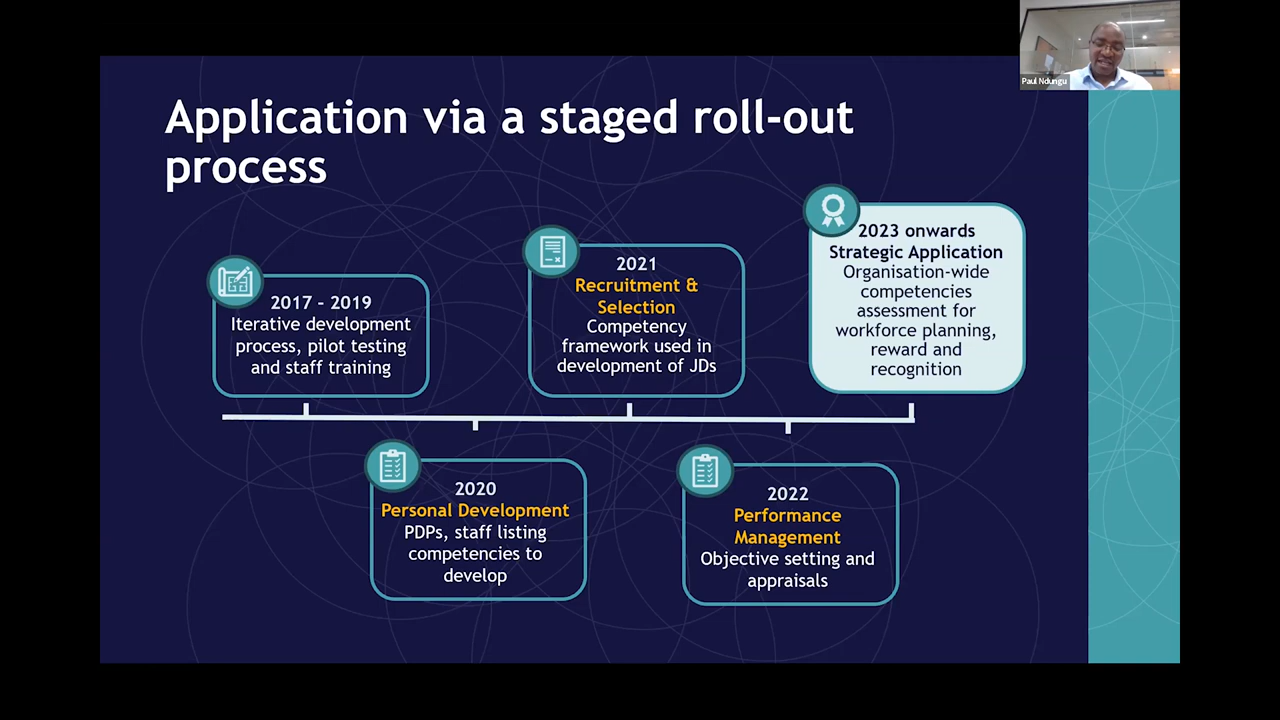 Paul Ndungu
Application via a staged roll-out
process
2017 - 2019
Iterative development
process, pilot testing
and staff training
2020
Personal Development
PDPs, staff listing
competencies to
develop
2021
Recruitment &
Selection
Competency
framework used in
development of JDs
2022
Performance
Management
Objective setting and
appraisals
2023 onwards
Strategic Application
Organisation-wide
competencies
assessment for
workforce planning,
reward and
recognition